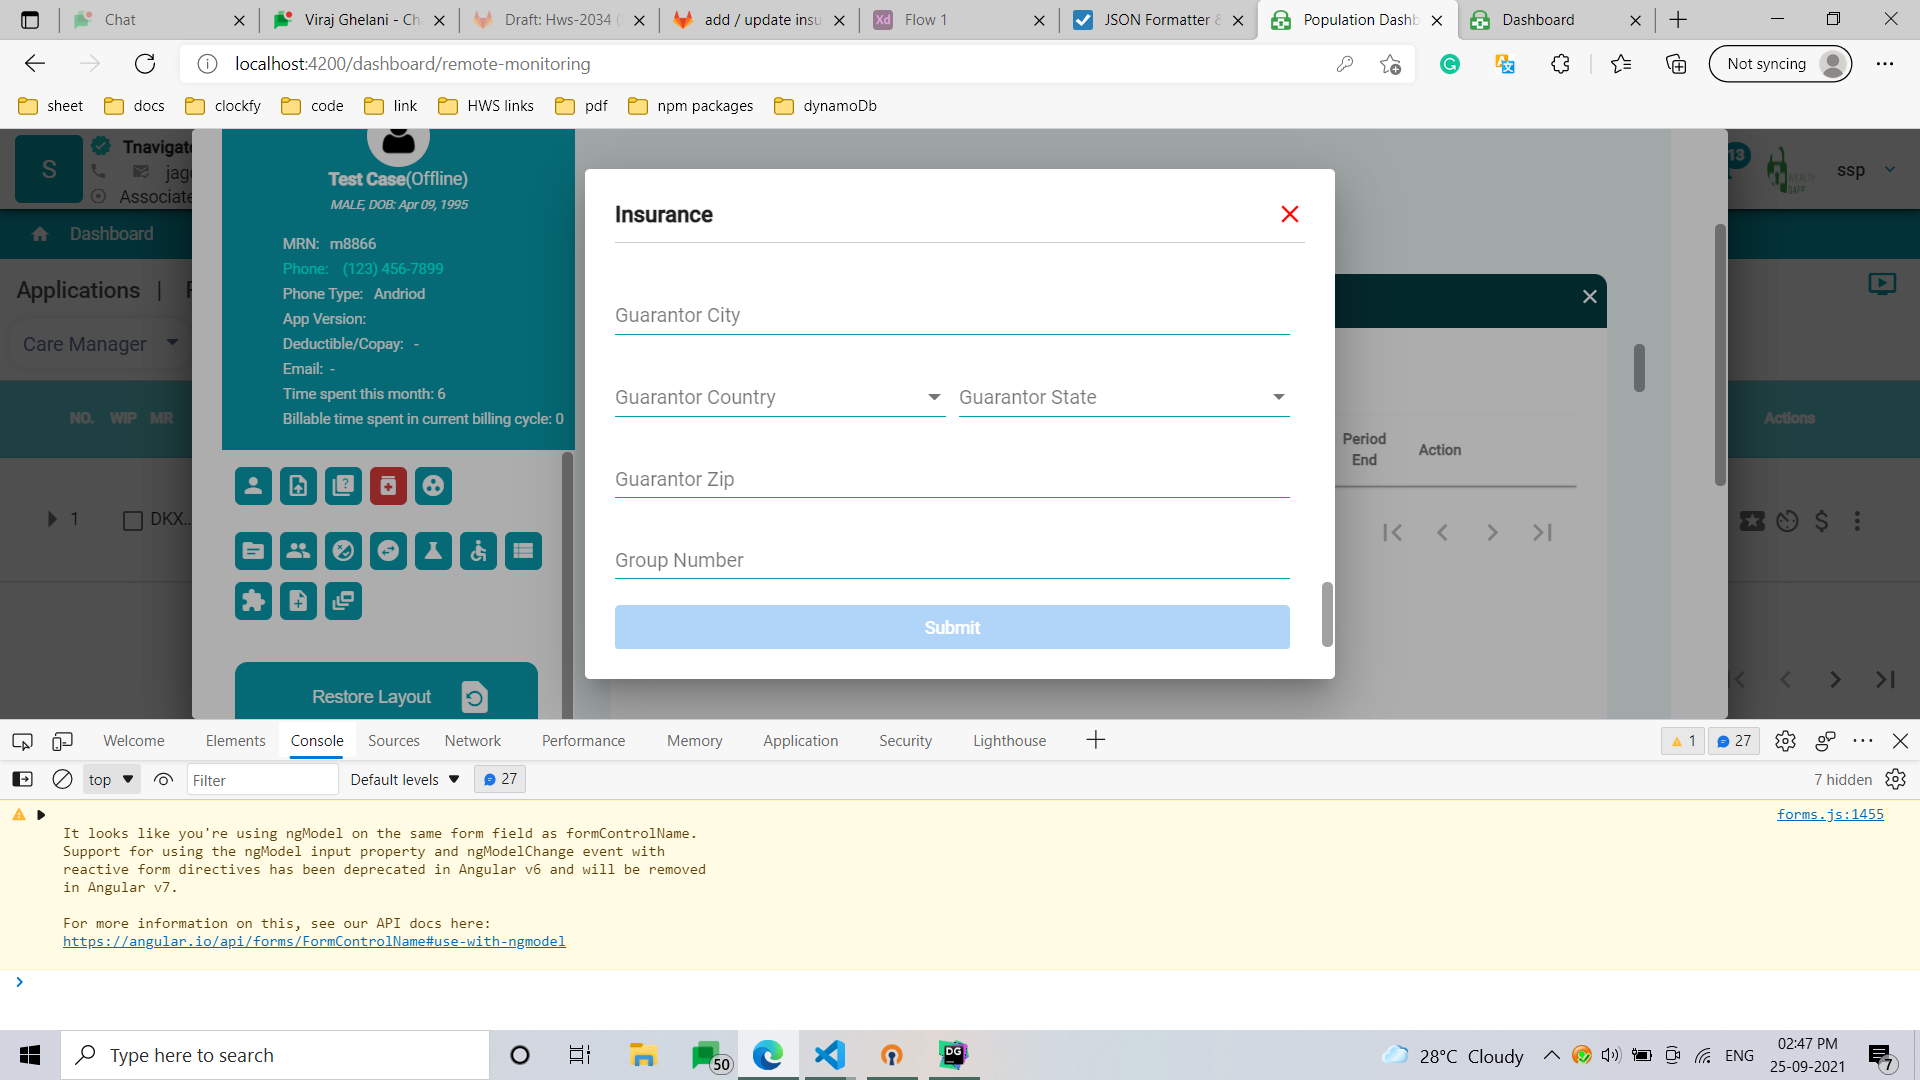 Chat
Viraj Ghelani - Ch
Draft: Hws-2034 (
add / update insu
Xd Flow 1
JSON Formatter &
Population Dashb
Dashboard
localhost:4200/dashboard/remote-monitoring
Not syncing
sheet docs clockfy code link HWS links pdf npm packages dynamoDb
S
Tnavigat
jag
Associate
13
ssp
Dashboard
Applications |
Care Manager
NO. WIP MR
Actions
1 DKX...
Test Case(Offline)
MALE, DOB: Apr 09, 1995
MRN: m8866
Phone: (123) 456-7899
Phone Type: Andriod
App Version:
Deductible/Copay: -
Email: -
Time spent this month: 6
Billable time spent in current billing cycle: 0
Restore Layout
Insurance
Guarantor City
Guarantor Country
Guarantor State
Guarantor Zip
Group Number
Submit
Period
End
Action
Welcome Elements Console Sources Network Performance Memory Application Security Lighthouse
1 27
top Filter Default levels 27
7 hidden
forms.js:1455
It looks like you're using ngModel on the same form field as formControlName.
Support for using the ngModel input property and ngModelChange event with
reactive form directives has been deprecated in Angular v6 and will be removed
in Angular v7.
For more information on this, see our API docs here:
https://angular.io/api/forms/FormControlName#use-with-ngmodel
Type here to search
50
DG
28°C Cloudy
ENG
02:47 PM
25-09-2021
7